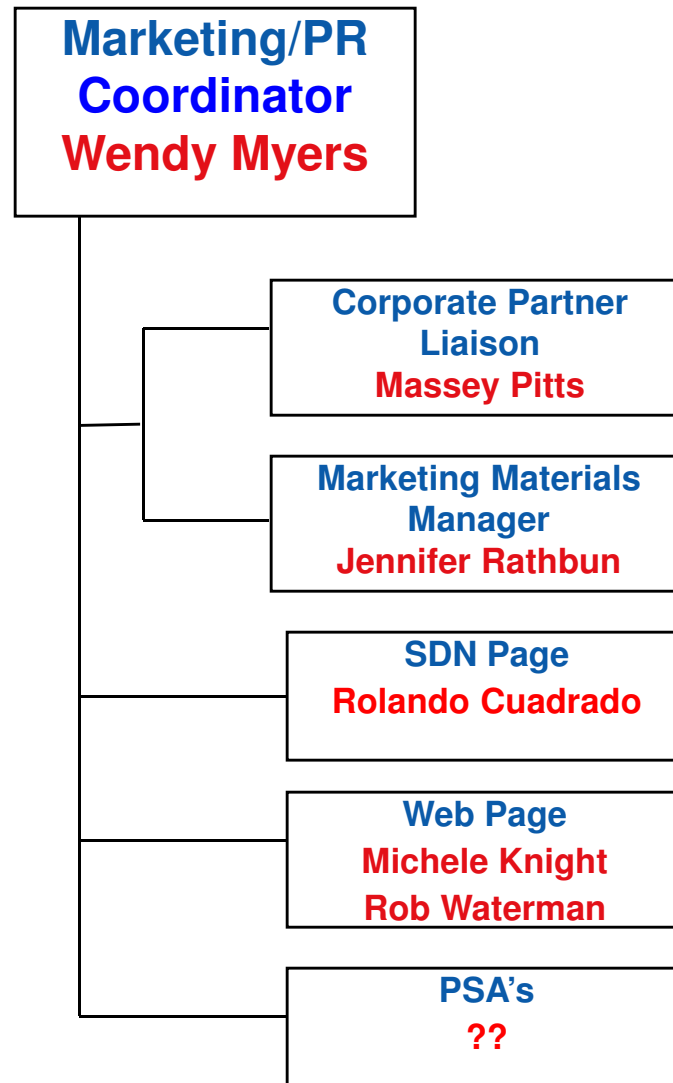 Marketing/PR
Coordinator
Wendy Myers
Corporate Partner
Liaison
Massey Pitts
Marketing Materials
Manager
Jennifer Rathbun
SDN Page
Rolando Cuadrado
Web Page
Michele Knight
Rob Waterman
PSA’s
??